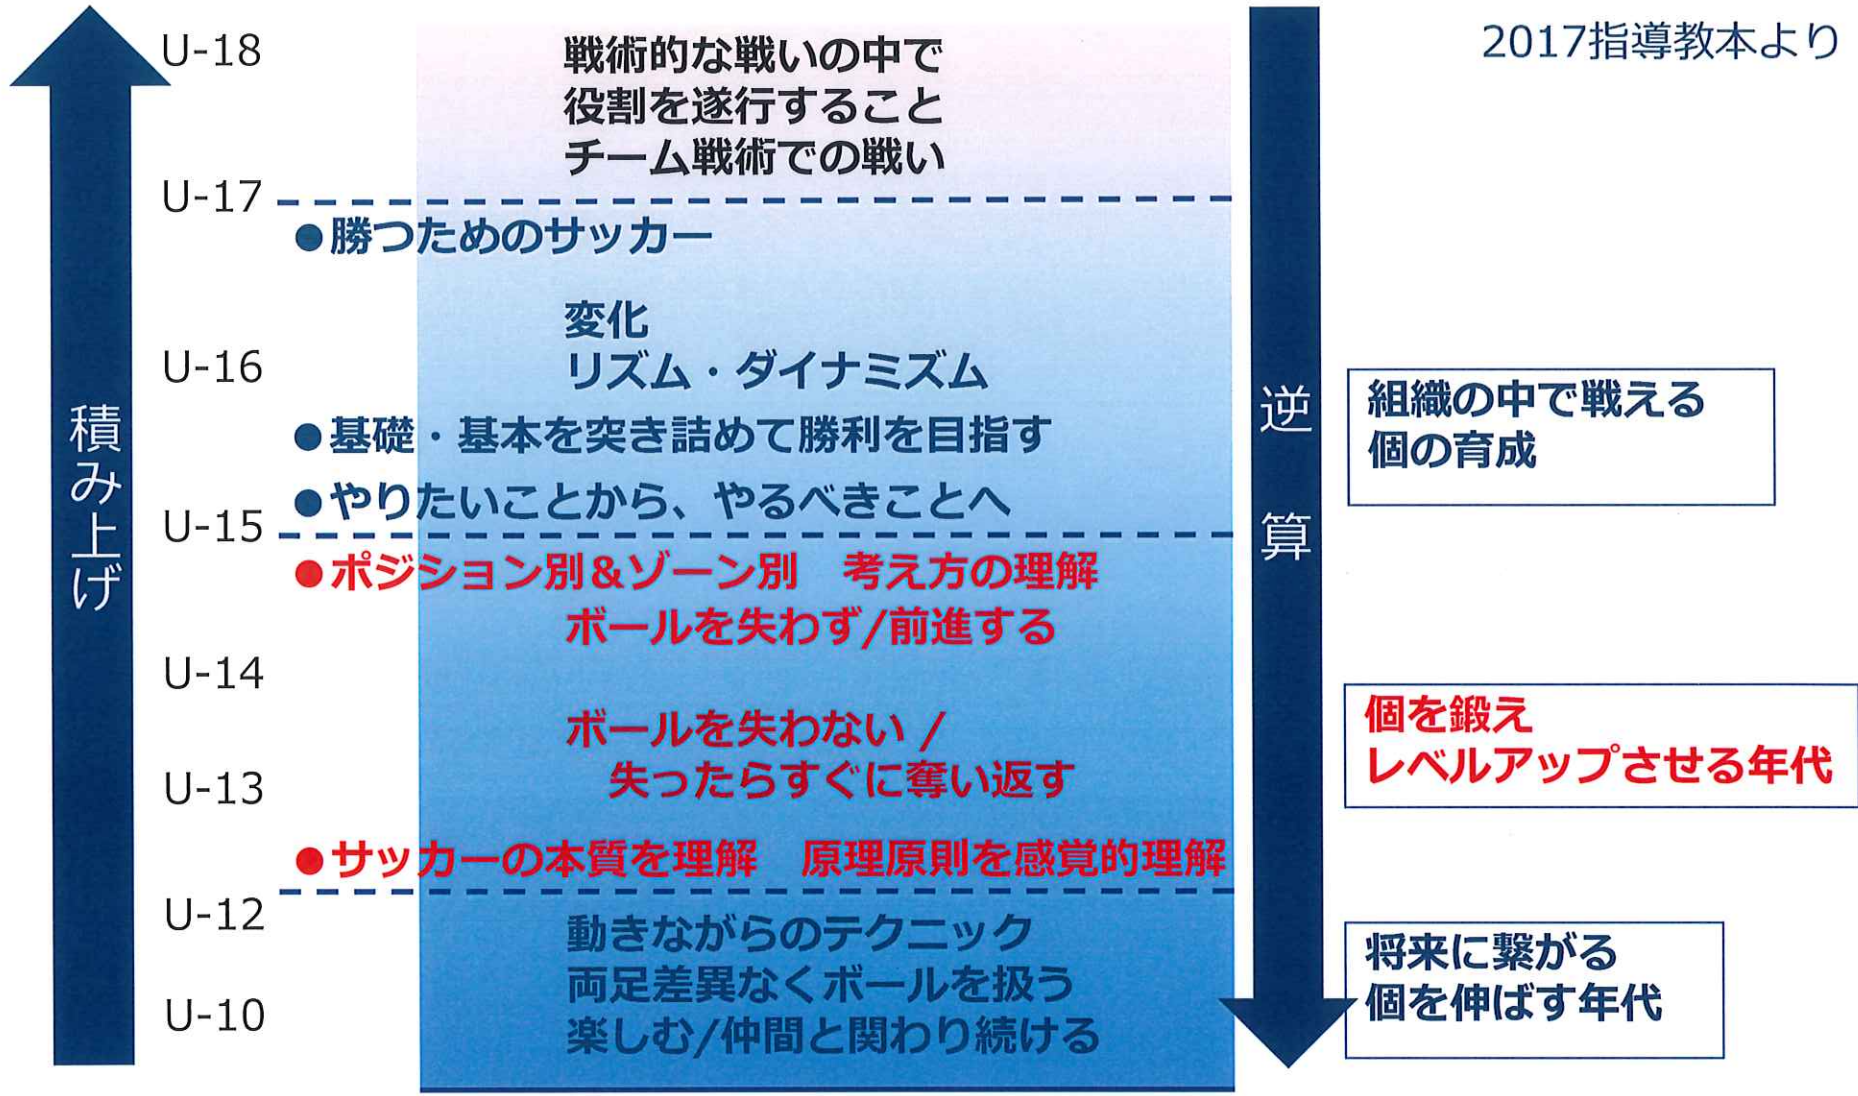 2017指導教本より
U-18
戦術的な戦いの中で
役割を遂行すること
チーム戦術での戦い
U-17
●勝つためのサッカー
変化
U-16
リズム・ダイナミズム
●基礎・基本を突き詰めて勝利を目指す
●やりたいことから、やるべきことへ
U-15
●ポジション別&ゾーン別　考え方の理解
ボールを失わず/前進する
U-14
ボールを失わない /
失ったらすぐに奪い返す
U-13
●サッカーの本質を理解　原理原則を感覚的理解
U-12
動きながらのテクニック
両足差異なくボールを扱う
U-10
楽しむ/仲間と関わり続ける
積み上げ
逆算
組織の中で戦える
個の育成
個を鍛え
レベルアップさせる年代
将来に繋がる
個を伸ばす年代